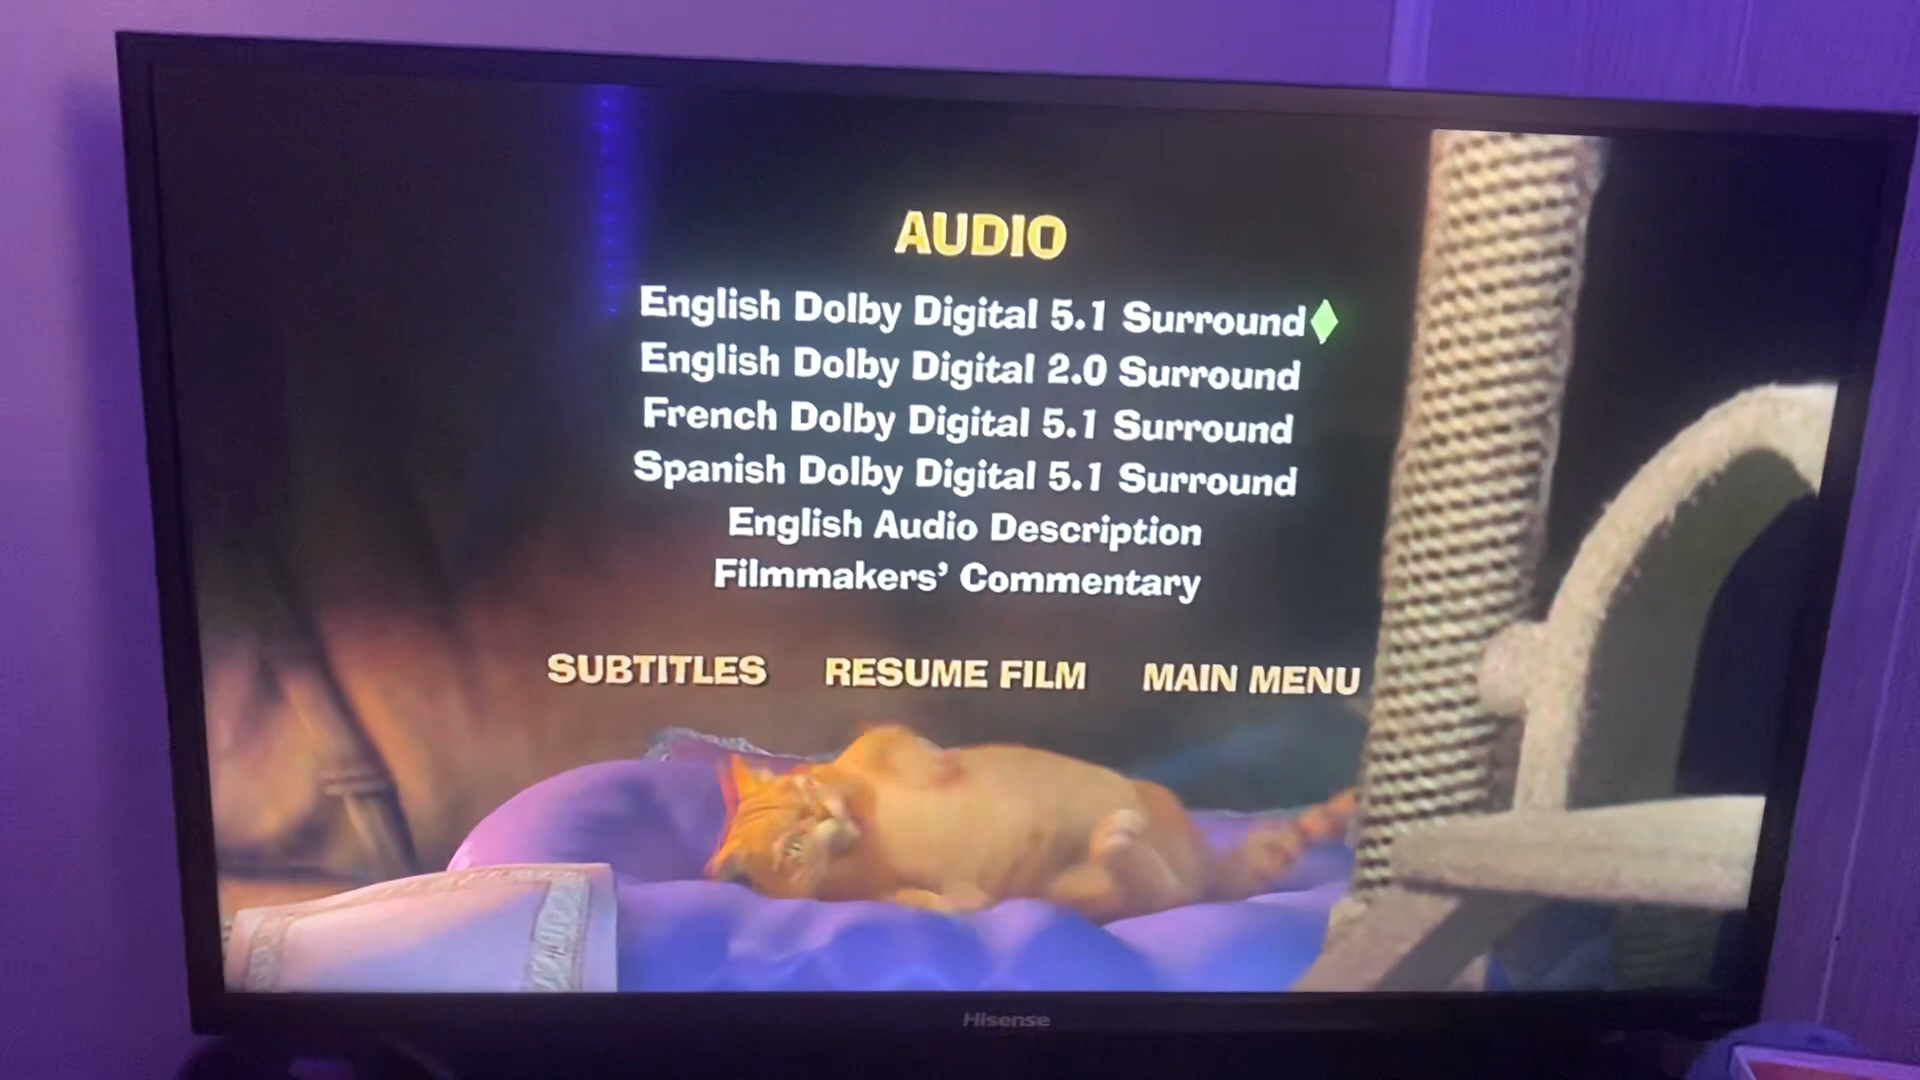 AUDIO
English Dolby Digital 5.1 Surround
English Dolby Digital 2.0 Surround
French Dolby Digital 5.1 Surround
Spanish Dolby Digital 5.1 Surround
English Audio Description
Filmmakers’ Commentary
SUBTITLES RESUME FILM MAIN MENU
Hisense